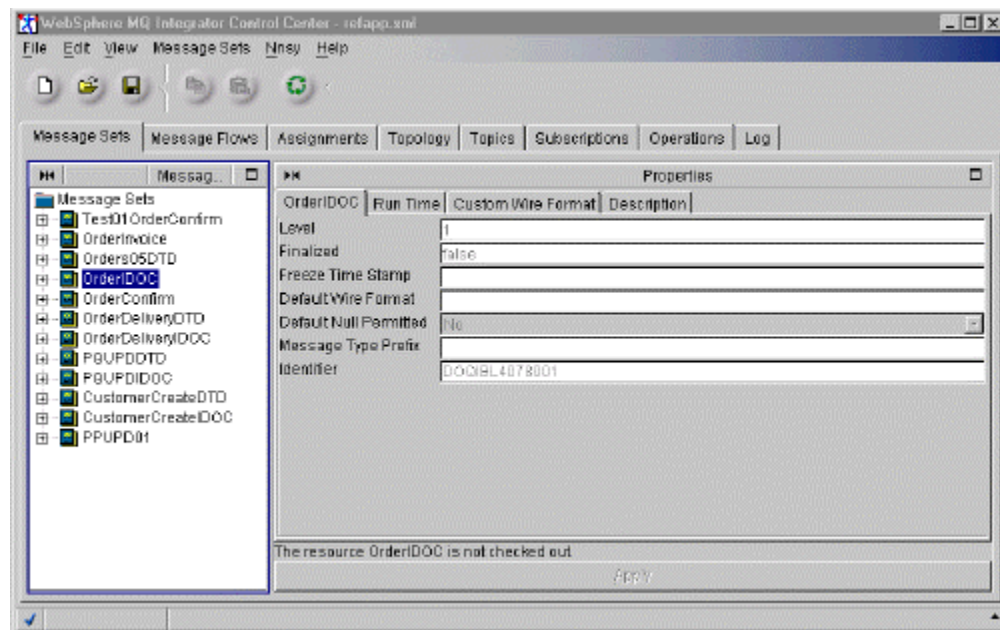 WebSphere MQ Integrator Control Center - refapp.xml
File Edit View Message Sets Nnsy Help
Message Sets Message Flows Assignments Topology Topics Subscriptions Operations Log
Messag... Properties
Message Sets
Test01OrderConfirm
OrderInvoice
Orders05DTD
OrderIDOC
OrderConfirm
OrderDeliveryDTD
OrderDeliveryIDOC
PGUPDDTD
PGUPDIDOC
CustomerCreateDTD
CustomerCreateIDOC
PPUPD01
OrderIDOC Run Time Custom Wire Format Description
Level 1
Finalized false
Freeze Time Stamp
Default Wire Format
Default Null Permitted No
Message Type Prefix
Identifier
The resource OrderIDOC is not checked out
Apply